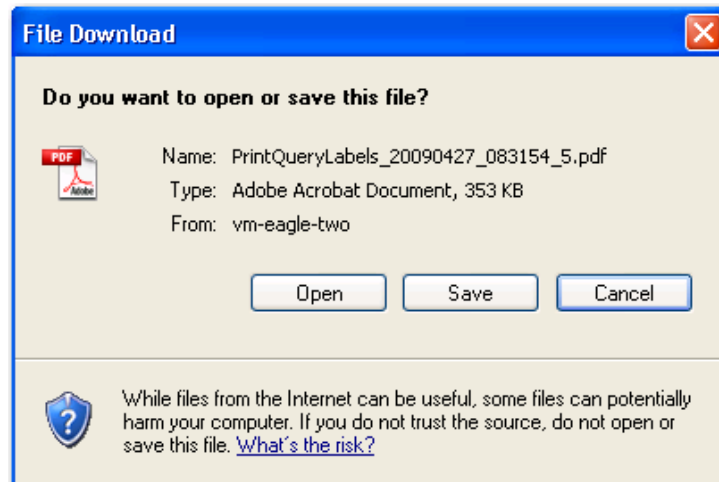 File Download
Do you want to open or save this file?
PDF
Adobe
Name: PrintQueryLabels_20090427_083154_5.pdf
Type: Adobe Acrobat Document, 353 KB
From: vm-eagle-two
Open Save Cancel
While files from the Internet can be useful, some files can potentially
harm your computer. If you do not trust the source, do not open or
save this file. What's the risk?